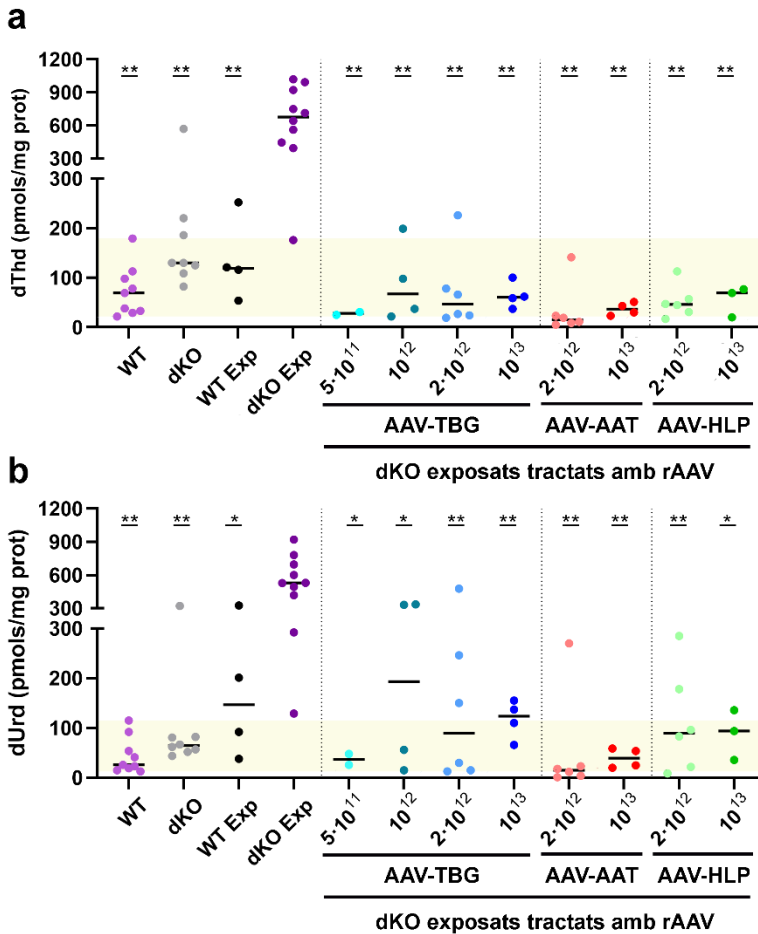 a
dThd (pmols/mg prot)
1200
900
600
300
300
200
100
0
** ** ** ** ** ** ** ** ** ** **
WT dKO WT Exp dKO Exp 5·10¹¹ 10¹² 2·10¹² 10¹³ 2·10¹² 10¹³ 2·10¹² 10¹³
AAV-TBG AAV-AAT AAV-HLP
dKO exposats tractats amb rAAV
b
dUrd (pmols/mg prot)
1200
900
600
300
300
200
100
0
** ** * * * ** ** ** ** ** *
WT dKO WT Exp dKO Exp 5·10¹¹ 10¹² 2·10¹² 10¹³ 2·10¹² 10¹³ 2·10¹² 10¹³
AAV-TBG AAV-AAT AAV-HLP
dKO exposats tractats amb rAAV